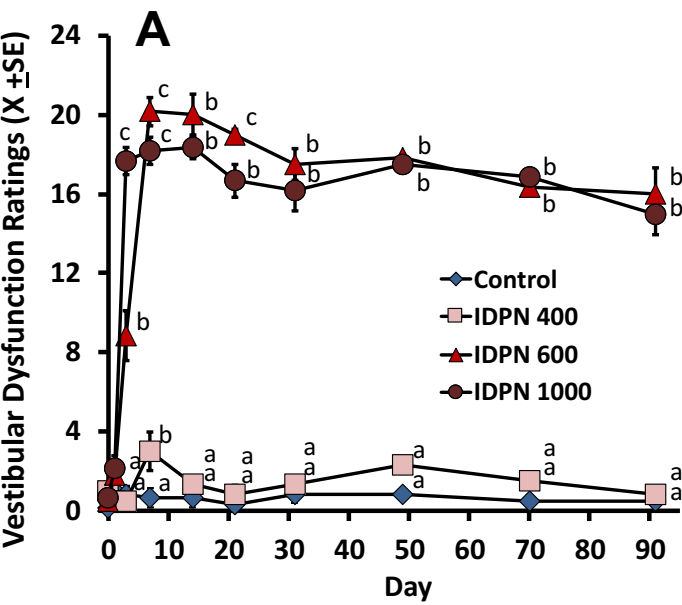 A
Vestibular Dysfunction Ratings (X ±SE)
24
20
16
12
8
4
0
c
b
c
c
c
b
b
b
b
b
b
b
b
b
b
b
b
b
a
a
b
a
a
a
a
a
a
a
a
a
a
a
a
a
Control
IDPN 400
IDPN 600
IDPN 1000
0 10 20 30 40 50 60 70 80 90
Day